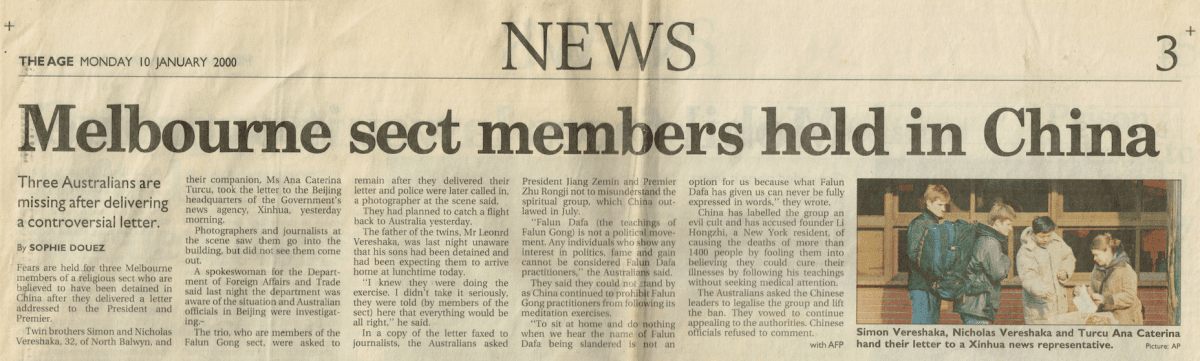 NEWS
THE AGE MONDAY 10 JANUARY 2000
3
Melbourne sect members held in China
Three Australians are
missing after delivering
a controversial letter.
By SOPHIE DOUEZ
Fears are held for three Melbourne
members of a religious sect who are
believed to have been detained in
China after they delivered a letter
addressed to the President and
Premier.
Twin brothers Simon and Nicholas
Vereshaka, 32, of North Balwyn, and
their companion, Ms Ana Caterina
Turcu, took the letter to the Beijing
headquarters of the Government's
news agency, Xinhua, yesterday
morning.
Photographers and journalists at
the scene saw them go into the
building, but did not see them come
out.
A spokeswoman for the Depart-
ment of Foreign Affairs and Trade
said last night the department was
aware of the situation and Australian
officials in Beijing were investigat-
ing.
The trio, who are members of the
Falun Gong sect, were asked to
remain after they delivered their
letter and police were later called in,
a photographer at the scene said.
They had planned to catch a flight
back to Australia yesterday.
The father of the twins, Mr Leonrd
Vereshaka, was last night unaware
that his sons had been detained and
had been expecting them to arrive
home at lunchtime today.
"I knew they were doing the
exercise. I didn't take it seriously,
they were told (by members of the
sect) here that everything would be
all right," he said.
In a copy of the letter faxed to
journalists, the Australians asked
President Jiang Zemin and Premier
Zhu Rongji not to misunderstand the
spiritual group, which China out-
lawed in July.
"Falun Dafa (the teachings of
Falun Gong) is not a political move-
ment. Any individuals who show any
interest in politics, fame and gain
cannot be considered Falun Dafa
practitioners," the Australians said.
They said they could not stand by
as China continued to prohibit Falun
Gong practitioners from following its
meditation exercises.
"To sit at home and do nothing
when we hear the name of Falun
Dafa being slandered is not an
option for us because what Falun
Dafa has given us can never be fully
expressed in words," they wrote.
China has labelled the group an
evil cult and has accused founder Li
Hongzhi, a New York resident, of
causing the deaths of more than
1400 people by fooling them into
believing they could cure their
illnesses by following his teachings
without seeking medical attention.
The Australians asked the Chinese
leaders to legalise the group and lift
the ban. They vowed to continue
appealing to the authorities. Chinese
officials refused to comment.
with AFP
Simon Vereshaka, Nicholas Vereshaka and Turcu Ana Caterina
hand their letter to a Xinhua news representative. Picture: AP